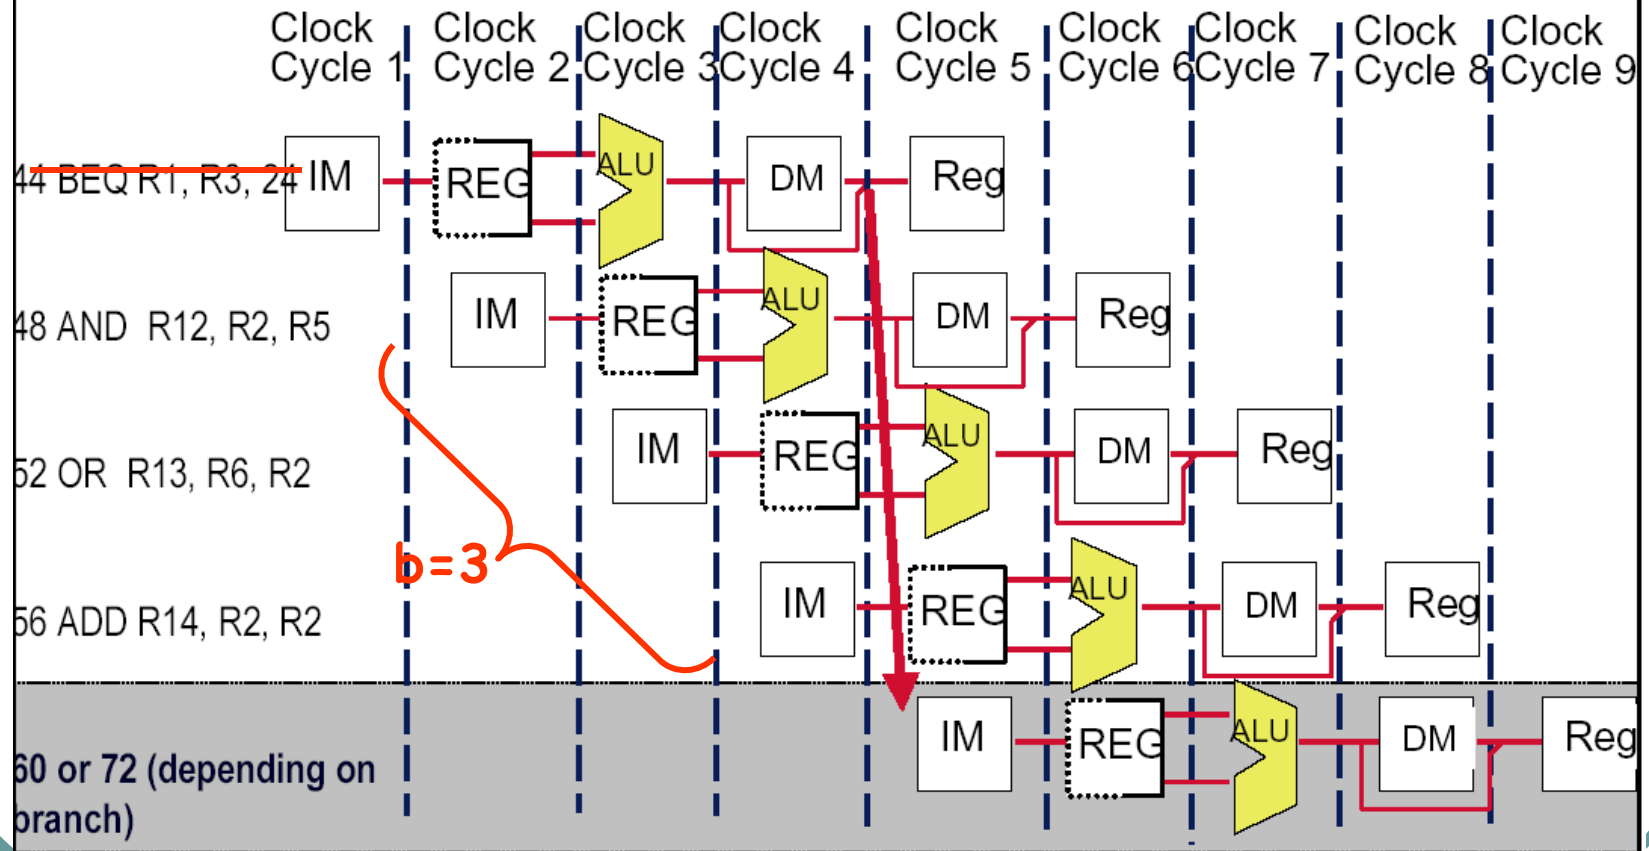 Clock Cycle 1
Clock Cycle 2
Clock Cycle 3
Clock Cycle 4
Clock Cycle 5
Clock Cycle 6
Clock Cycle 7
Clock Cycle 8
Clock Cycle 9
44 BEQ R1, R3, 24
IM
REG
ALU
DM
Reg
48 AND R12, R2, R5
IM
REG
ALU
DM
Reg
52 OR R13, R6, R2
IM
REG
ALU
DM
Reg
b=3
56 ADD R14, R2, R2
IM
REG
ALU
DM
Reg
60 or 72 (depending on
branch)
IM
REG
ALU
DM
Reg